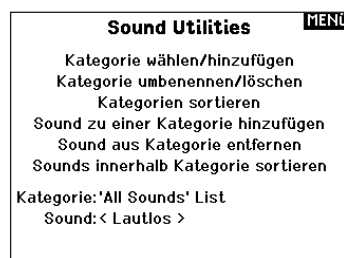 Sound Utilities
MENÜ
Kategorie wählen/hinzufügen
Kategorie umbenennen/löschen
Kategorien sortieren
Sound zu einer Kategorie hinzufügen
Sound aus Kategorie entfernen
Sounds innerhalb Kategorie sortieren
Kategorie:'All Sounds' List
Sound:< Lautlos >